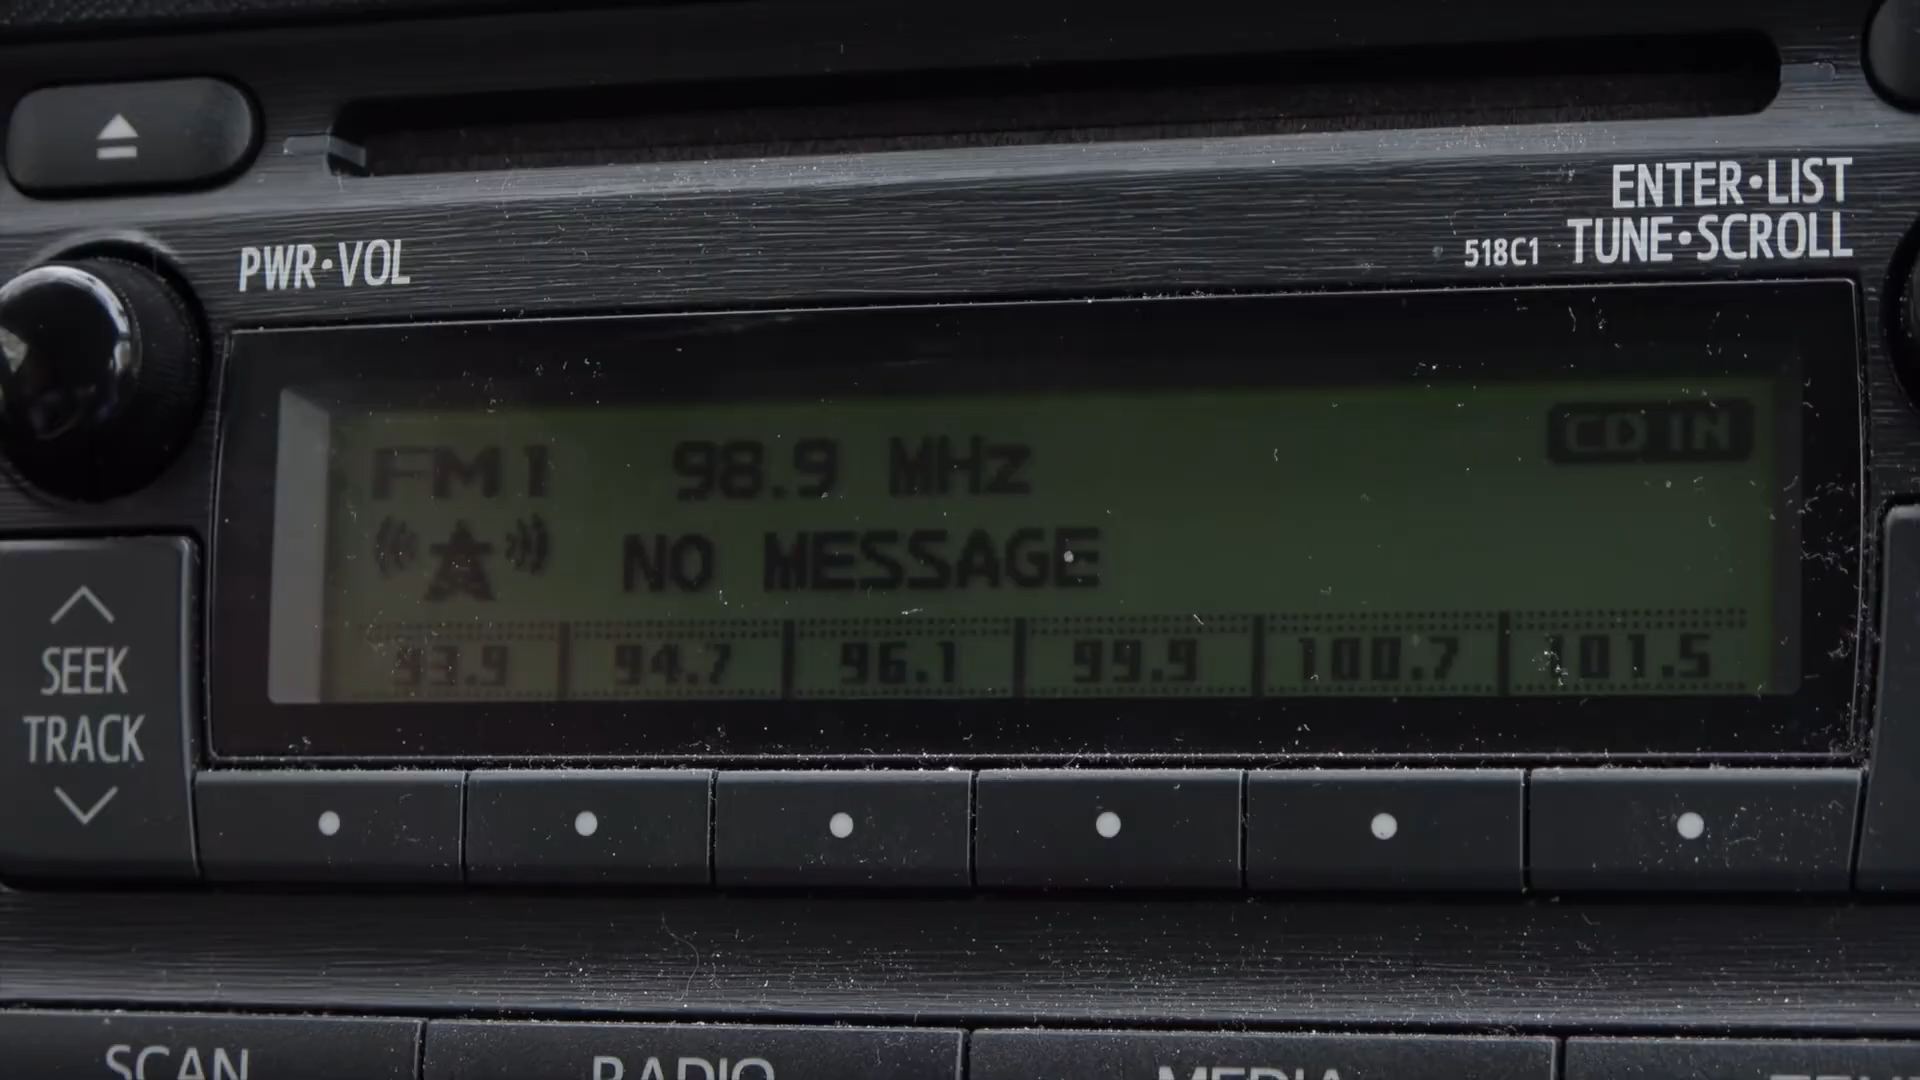 ENTER•LIST
PWR•VOL
518C1 TUNE•SCROLL
FM1 98.9 MHz CD IN
NO MESSAGE
93.9 94.7 96.1 99.9 100.7 101.5
SEEK
TRACK
SCAN RADIO MEDIA